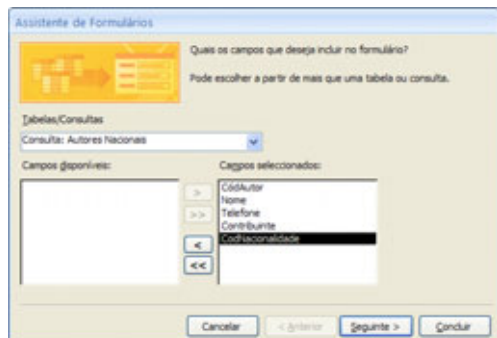 Assistente de Formulários
Quais os campos que deseja incluir no formulário?
Pode escolher a partir de mais que uma tabela ou consulta.
Tabelas/Consultas
Consulta: Autores Nacionais
Campos disponíveis:
Campos seleccionados:
CódAutor
Nome
Telefone
Contribuinte
CodNacionalidade
>
>>
<
<<
Cancelar
< Anterior
Seguinte >
Concluir